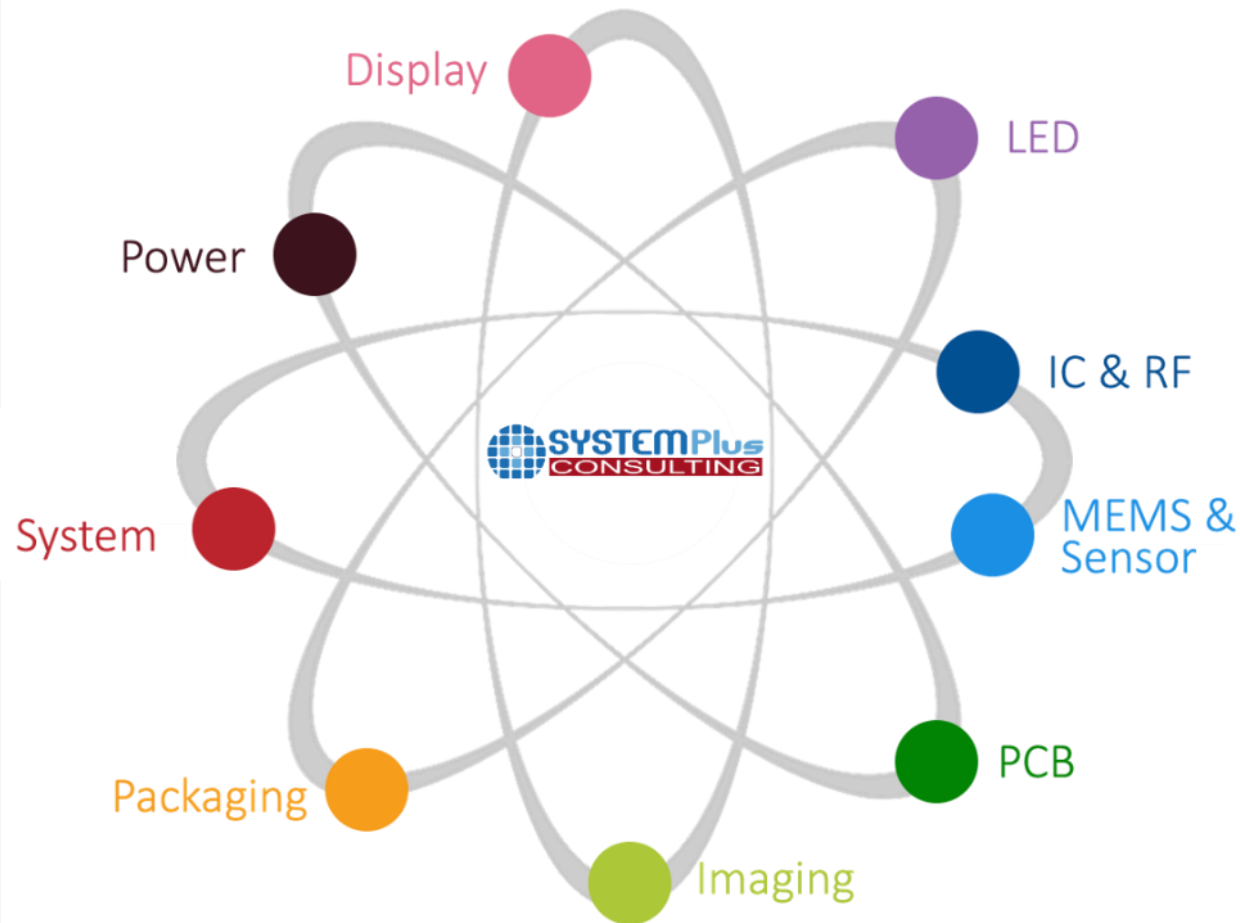 Display
LED
Power
IC & RF
SYSTEMPlus
CONSULTING
MEMS &
Sensor
System
PCB
Packaging
Imaging